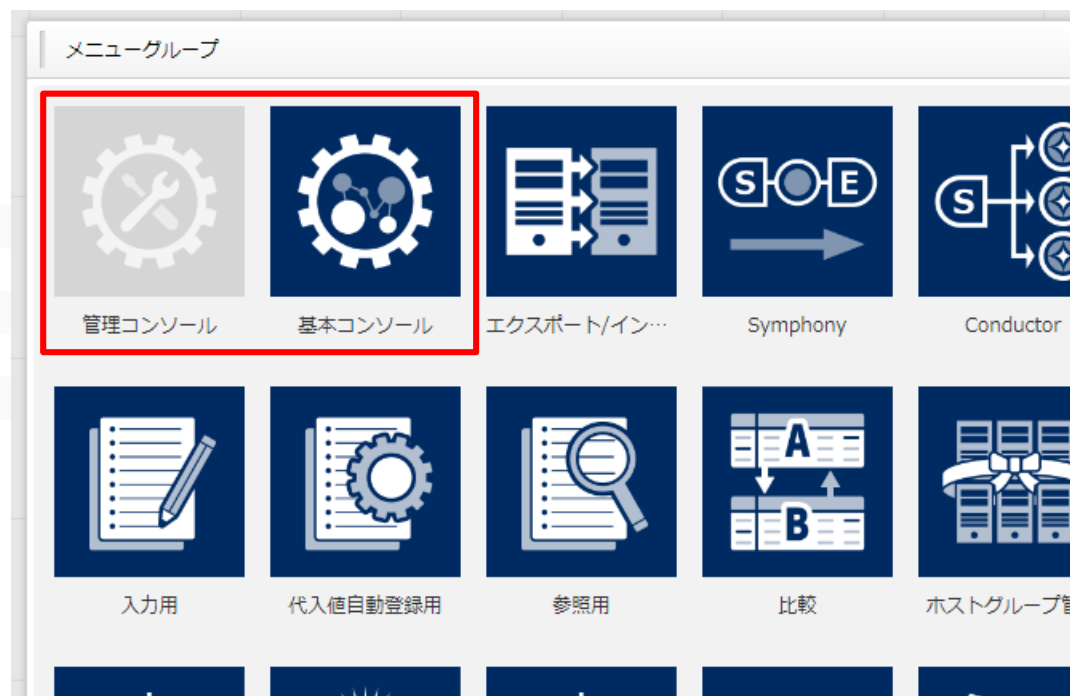 メニューグループ
S E
S
管理コンソール
基本コンソール
エクスポート/イン…
Symphony
Conductor
A
B
入力用
代入値自動登録用
参照用
比較
ホストグループ